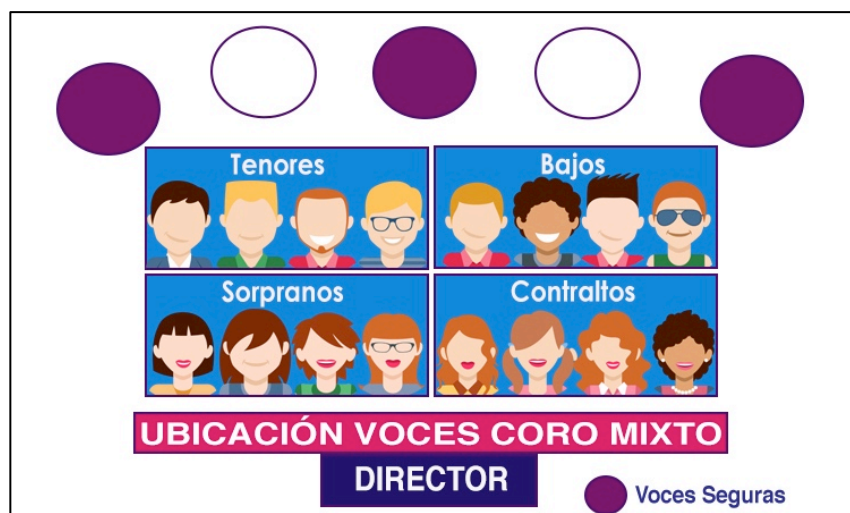 Tenores
Bajos
Sorpranos
Contraltos
UBICACIÓN VOCES CORO MIXTO
DIRECTOR
Voces Seguras